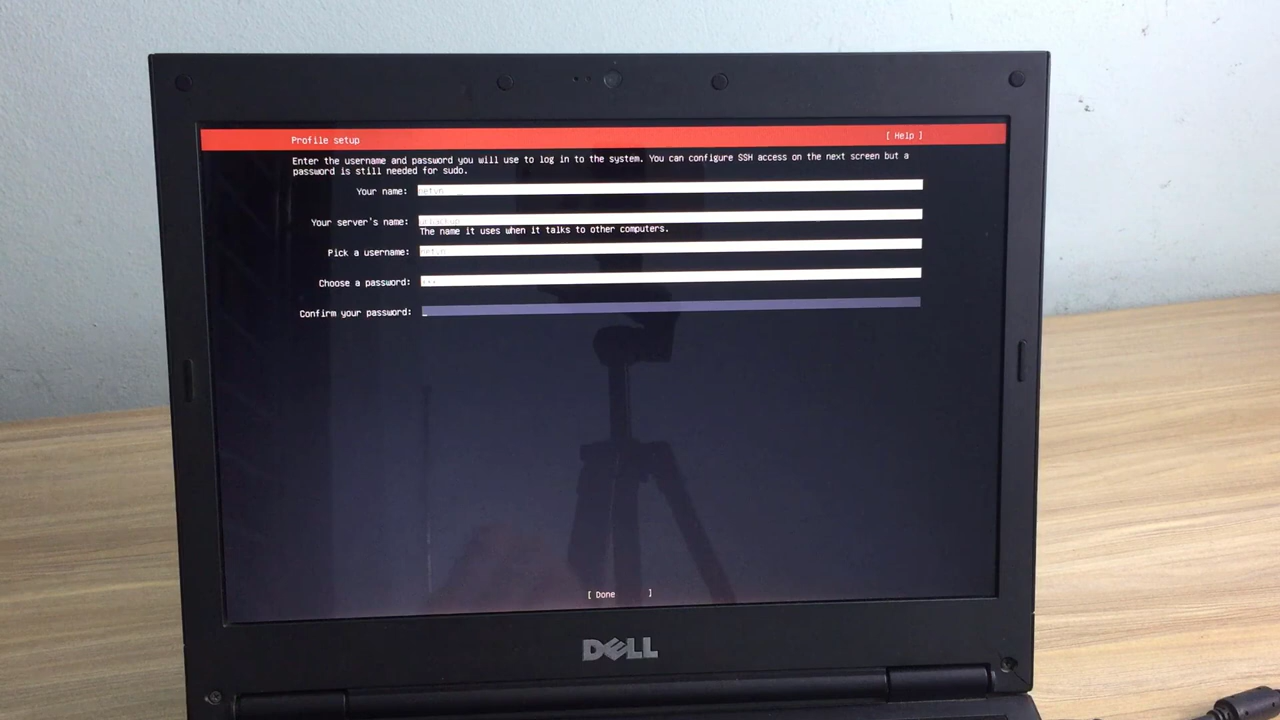 Profile setup [ Help ]
Enter the username and password you will use to log in to the system. You can configure SSH access on the next screen but a
password is still needed for sudo.
Your name:
Your server's name:
The name it uses when it talks to other computers.
Pick a username:
Choose a password: ***
Confirm your password: _
[ Done ]
DELL